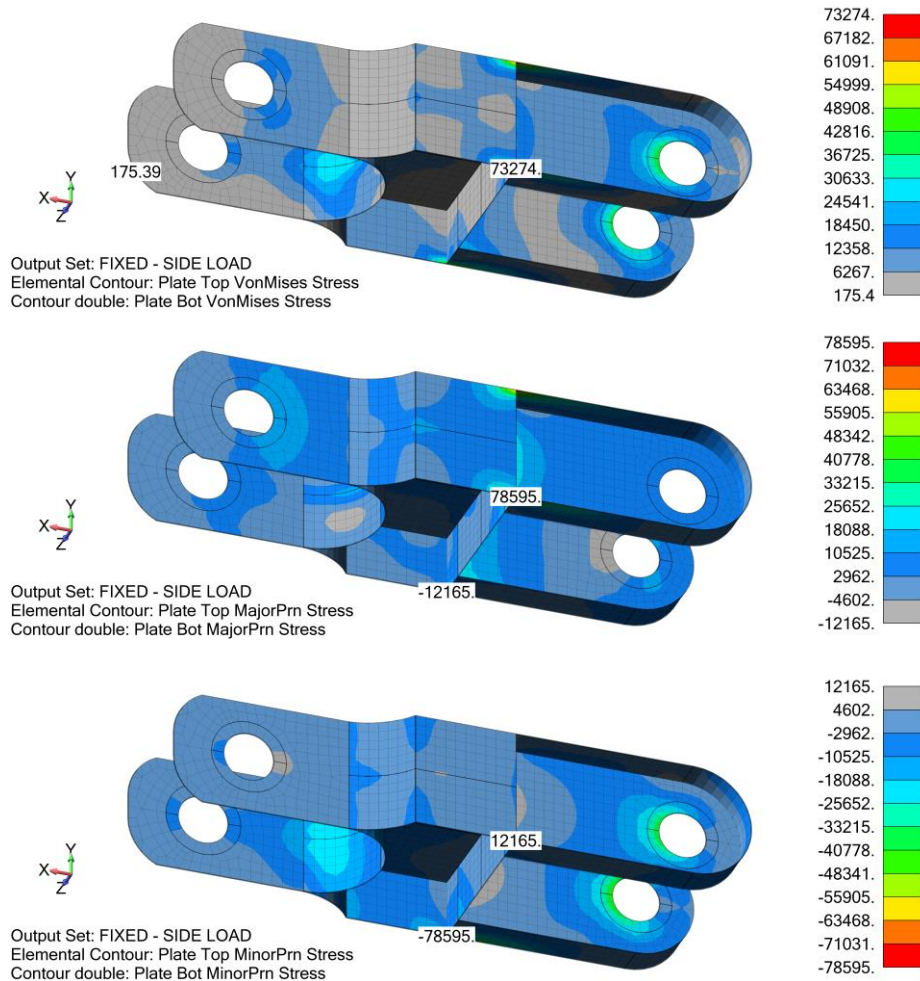 73274.
67182.
61091.
54999.
48908.
42816.
36725.
30633.
24541.
18450.
12358.
6267.
175.4
175.39
73274.
Y
X
Z
Output Set: FIXED - SIDE LOAD
Elemental Contour: Plate Top VonMises Stress
Contour double: Plate Bot VonMises Stress
78595.
71032.
63468.
55905.
48342.
40778.
33215.
25652.
18088.
10525.
2962.
-4602.
-12165.
78595.
-12165.
Y
X
Z
Output Set: FIXED - SIDE LOAD
Elemental Contour: Plate Top MajorPrn Stress
Contour double: Plate Bot MajorPrn Stress
12165.
4602.
-2962.
-10525.
-18088.
-25652.
-33215.
-40778.
-48341.
-55905.
-63468.
-71031.
-78595.
12165.
-78595.
Y
X
Z
Output Set: FIXED - SIDE LOAD
Elemental Contour: Plate Top MinorPrn Stress
Contour double: Plate Bot MinorPrn Stress